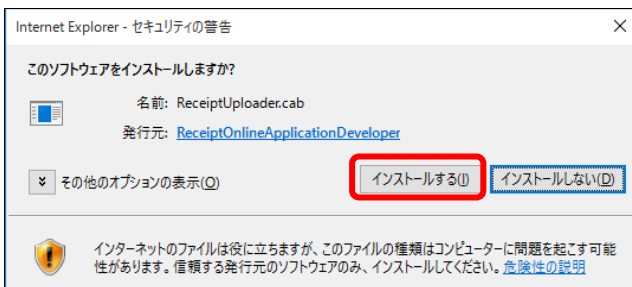 Internet Explorer - セキュリティの警告
このソフトウェアをインストールしますか?
名前: ReceiptUploader.cab
発行元: ReceiptOnlineApplicationDeveloper
その他のオプションの表示(O)
インストールする(I)
インストールしない(D)
インターネットのファイルは役に立ちますが、このファイルの種類はコンピューターに問題を起こす可能
性があります。信頼する発行元のソフトウェアのみ、インストールしてください。危険性の説明